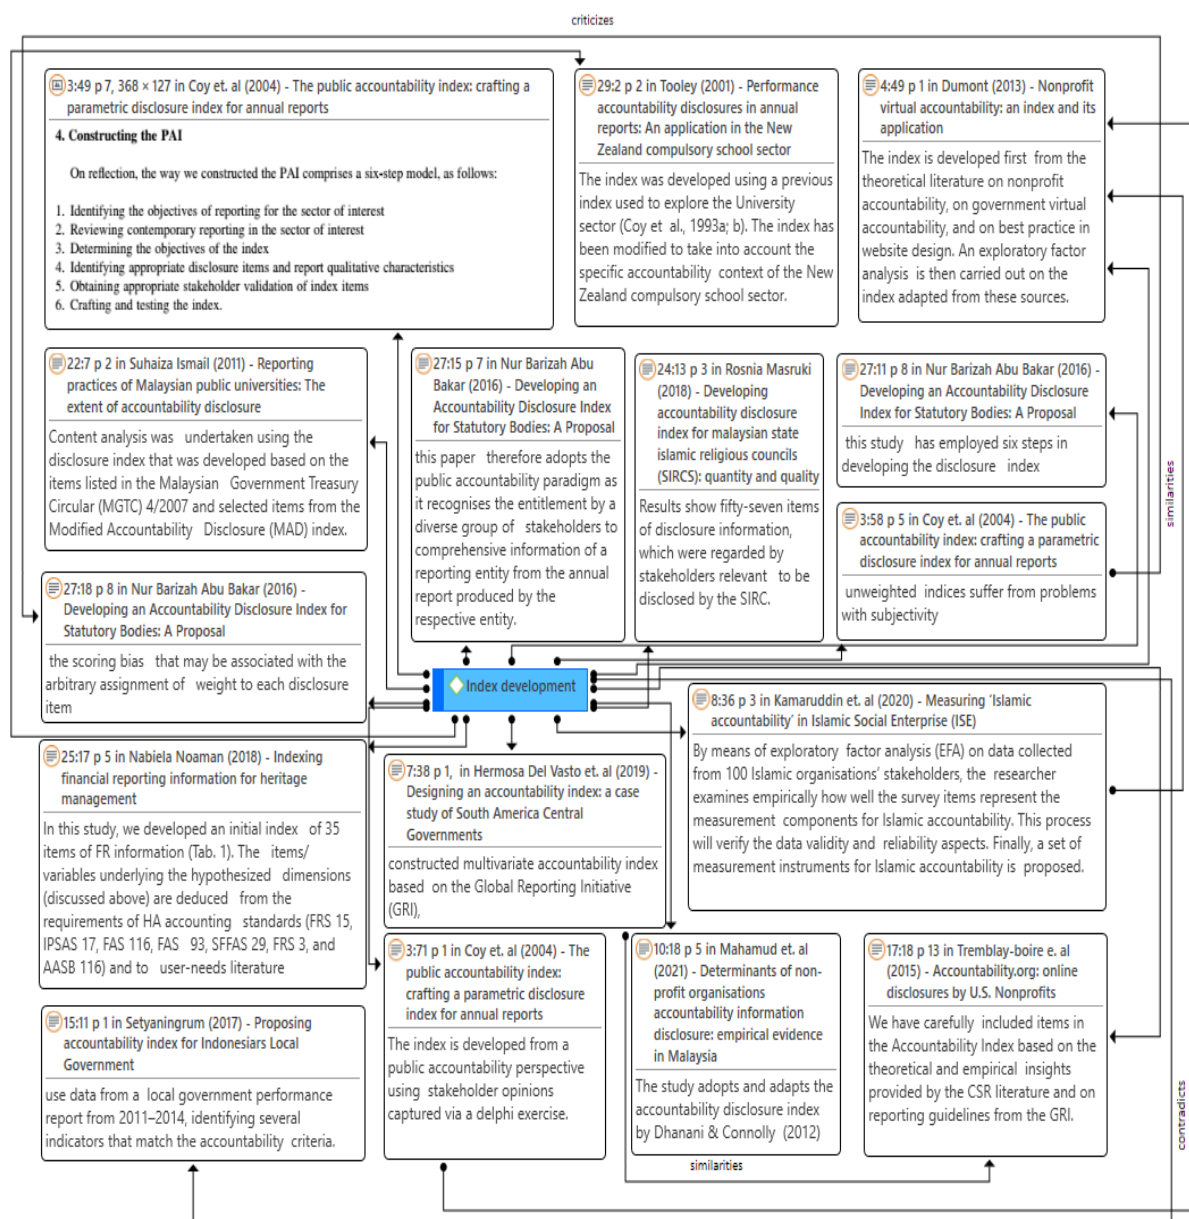 criticizes
3:49 p 7, 368 × 127 in Coy et. al (2004) - The public accountability index: crafting a
parametric disclosure index for annual reports
4. Constructing the PAI
On reflection, the way we constructed the PAI comprises a six-step model, as follows:
1. Identifying the objectives of reporting for the sector of interest
2. Reviewing contemporary reporting in the sector of interest
3. Determining the objectives of the index
4. Identifying appropriate disclosure items and report qualitative characteristics
5. Obtaining appropriate stakeholder validation of index items
6. Crafting and testing the index.
29:2 p 2 in Tooley (2001) - Performance
accountability disclosures in annual
reports: An application in the New
Zealand compulsory school sector
The index was developed using a previous
index used to explore the University
sector (Coy et al., 1993a; b). The index has
been modified to take into account the
specific accountability context of the New
Zealand compulsory school sector.
4:49 p 1 in Dumont (2013) - Nonprofit
virtual accountability: an index and its
application
The index is developed first from the
theoretical literature on nonprofit
accountability, on government virtual
accountability, and on best practice in
website design. An exploratory factor
analysis is then carried out on the
index adapted from these sources.
22:7 p 2 in Suhaiza Ismail (2011) - Reporting
practices of Malaysian public universities: The
extent of accountability disclosure
Content analysis was undertaken using the
disclosure index that was developed based on the
items listed in the Malaysian Government Treasury
Circular (MGTC) 4/2007 and selected items from the
Modified Accountability Disclosure (MAD) index.
27:15 p 7 in Nur Barizah Abu
Bakar (2016) - Developing an
Accountability Disclosure Index
for Statutory Bodies: A Proposal
this paper therefore adopts the
public accountability paradigm as
it recognises the entitlement by a
diverse group of stakeholders to
comprehensive information of a
reporting entity from the annual
report produced by the
respective entity.
24:13 p 3 in Rosnia Masruki
(2018) - Developing
accountability disclosure
index for malaysian state
islamic religious councils
(SIRCS): quantity and quality
Results show fifty-seven items
of disclosure information,
which were regarded by
stakeholders relevant to be
disclosed by the SIRC.
27:11 p 8 in Nur Barizah Abu Bakar (2016) -
Developing an Accountability Disclosure
Index for Statutory Bodies: A Proposal
this study has employed six steps in
developing the disclosure index
similarities
3:58 p 5 in Coy et. al (2004) - The public
accountability index: crafting a parametric
disclosure index for annual reports
unweighted indices suffer from problems
with subjectivity
27:18 p 8 in Nur Barizah Abu Bakar (2016) -
Developing an Accountability Disclosure Index for
Statutory Bodies: A Proposal
the scoring bias that may be associated with the
arbitrary assignment of weight to each disclosure
item
Index development
8:36 p 3 in Kamaruddin et. al (2020) - Measuring 'Islamic
accountability' in Islamic Social Enterprise (ISE)
By means of exploratory factor analysis (EFA) on data collected
from 100 Islamic organisations' stakeholders, the researcher
examines empirically how well the survey items represent the
measurement components for Islamic accountability. This process
will verify the data validity and reliability aspects. Finally, a set of
measurement instruments for Islamic accountability is proposed.
25:17 p 5 in Nabiela Noaman (2018) - Indexing
financial reporting information for heritage
management
In this study, we developed an initial index of 35
items of FR information (Tab. 1). The items/
variables underlying the hypothesized dimensions
(discussed above) are deduced from the
requirements of HA accounting standards (FRS 15,
IPSAS 17, FAS 116, FAS 93, SFFAS 29, FRS 3, and
AASB 116) and to user-needs literature
7:38 p 1, in Hermosa Del Vasto et. al (2019) -
Designing an accountability index: a case
study of South America Central
Governments
constructed multivariate accountability index
based on the Global Reporting Initiative
(GRI),
3:71 p 1 in Coy et. al (2004) - The
public accountability index:
crafting a parametric disclosure
index for annual reports
The index is developed from a
public accountability perspective
using stakeholder opinions
captured via a delphi exercise.
10:18 p 5 in Mahamud et. al
(2021) - Determinants of non-
profit organisations
accountability information
disclosure: empirical evidence
in Malaysia
The study adopts and adapts the
accountability disclosure index
by Dhanani & Connolly (2012)
similarities
17:18 p 13 in Tremblay-boire e. al
(2015) - Accountability.org: online
disclosures by U.S. Nonprofits
We have carefully included items in
the Accountability Index based on the
theoretical and empirical insights
provided by the CSR literature and on
reporting guidelines from the GRI.
contradicts
15:11 p 1 in Setyaningrum (2017) - Proposing
accountability index for Indonesiars Local
Government
use data from a local government performance
report from 2011–2014, identifying several
indicators that match the accountability criteria.